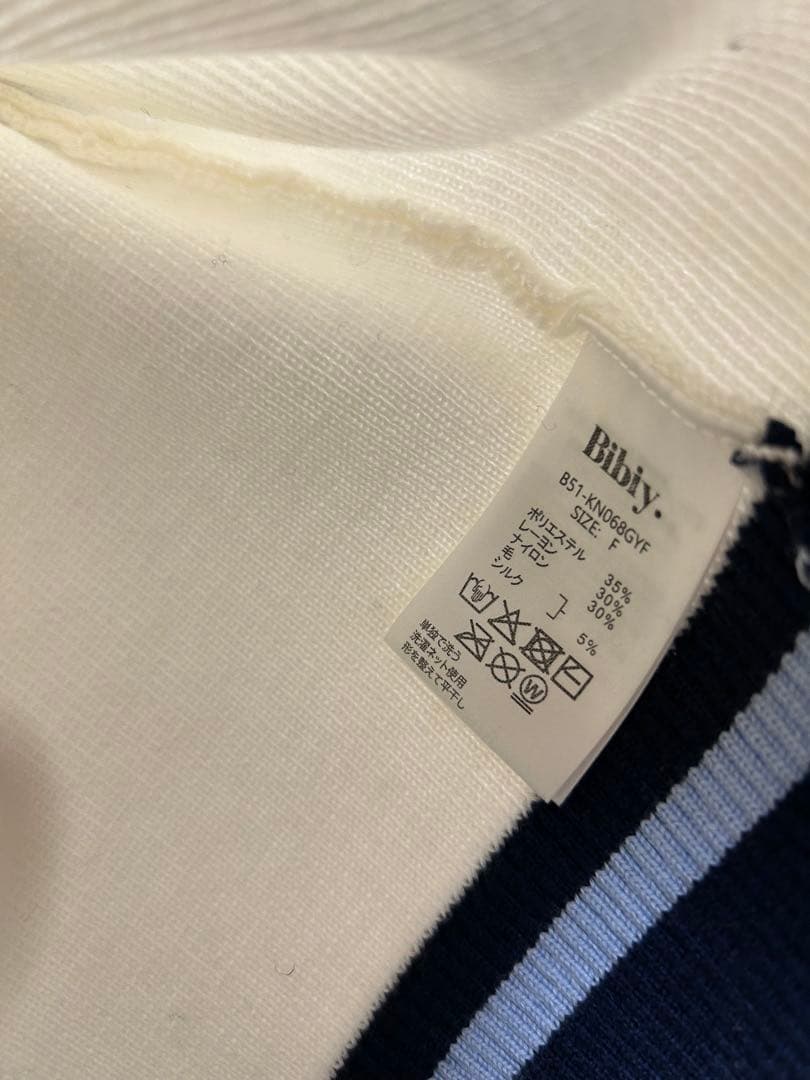 Bibiy.
B51-KN068GYF
SIZE: F
ポリエステル 35%
レーヨン 30%
ナイロン 30%
毛
シルク } 5%
W
単独で洗う
洗濯ネット使用
形を整えて平干し